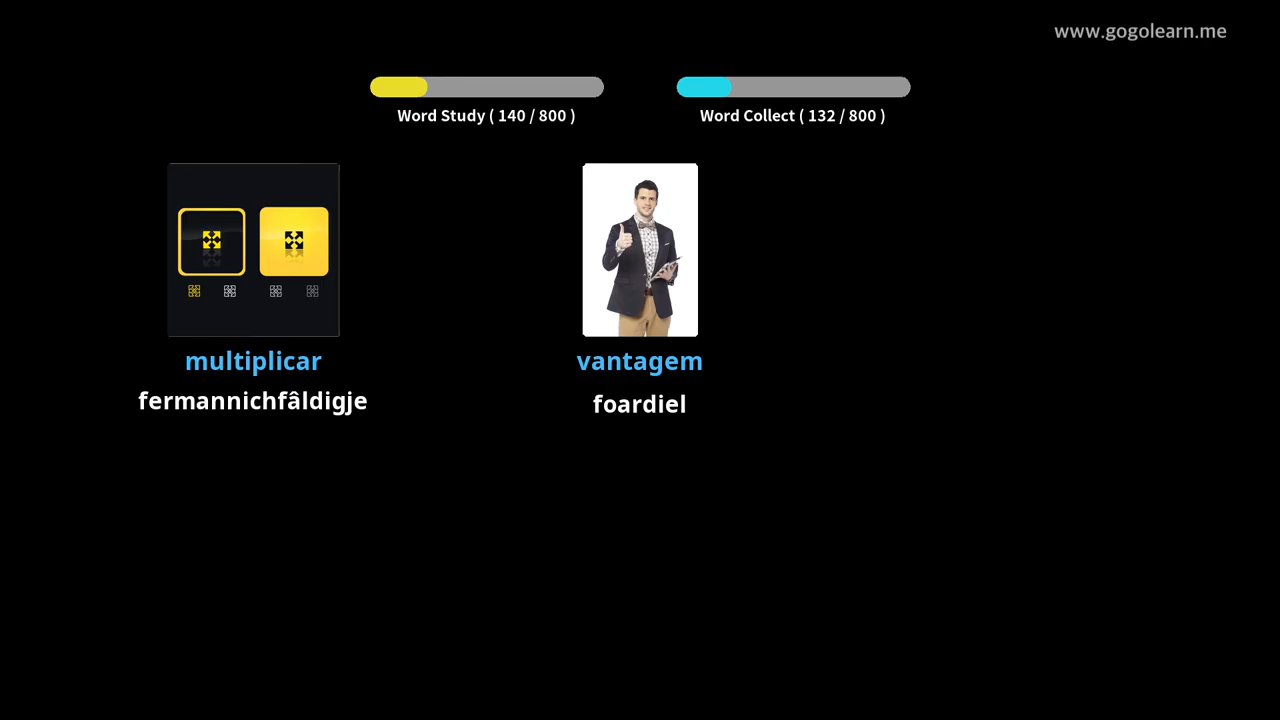 www.gogolearn.me
Word Study ( 140 / 800 )
Word Collect ( 132 / 800 )
multiplicar
fermannichfâldigje
vantagem
foardiel